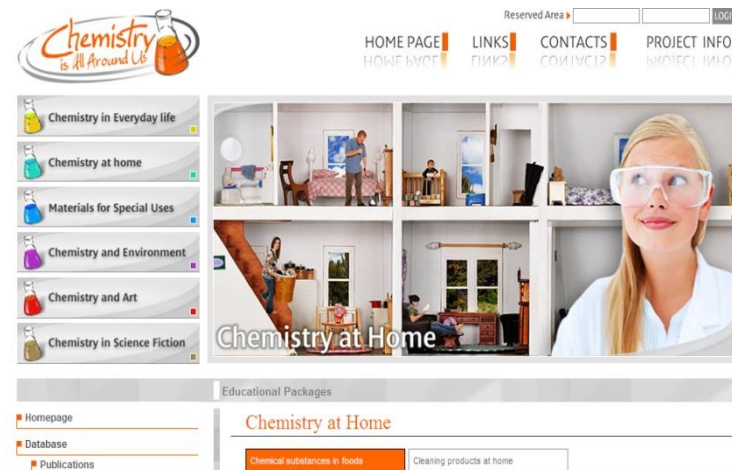 Chemistry
is All Around Us
Reserved Area
LOGI
HOME PAGE
LINKS
CONTACTS
PROJECT INFO
Chemistry in Everyday life
Chemistry at home
Materials for Special Uses
Chemistry and Environment
Chemistry and Art
Chemistry in Science Fiction
Chemistry at Home
Educational Packages
Homepage
Database
Publications
Chemistry at Home
Chemical substances in foods
Cleaning products at home